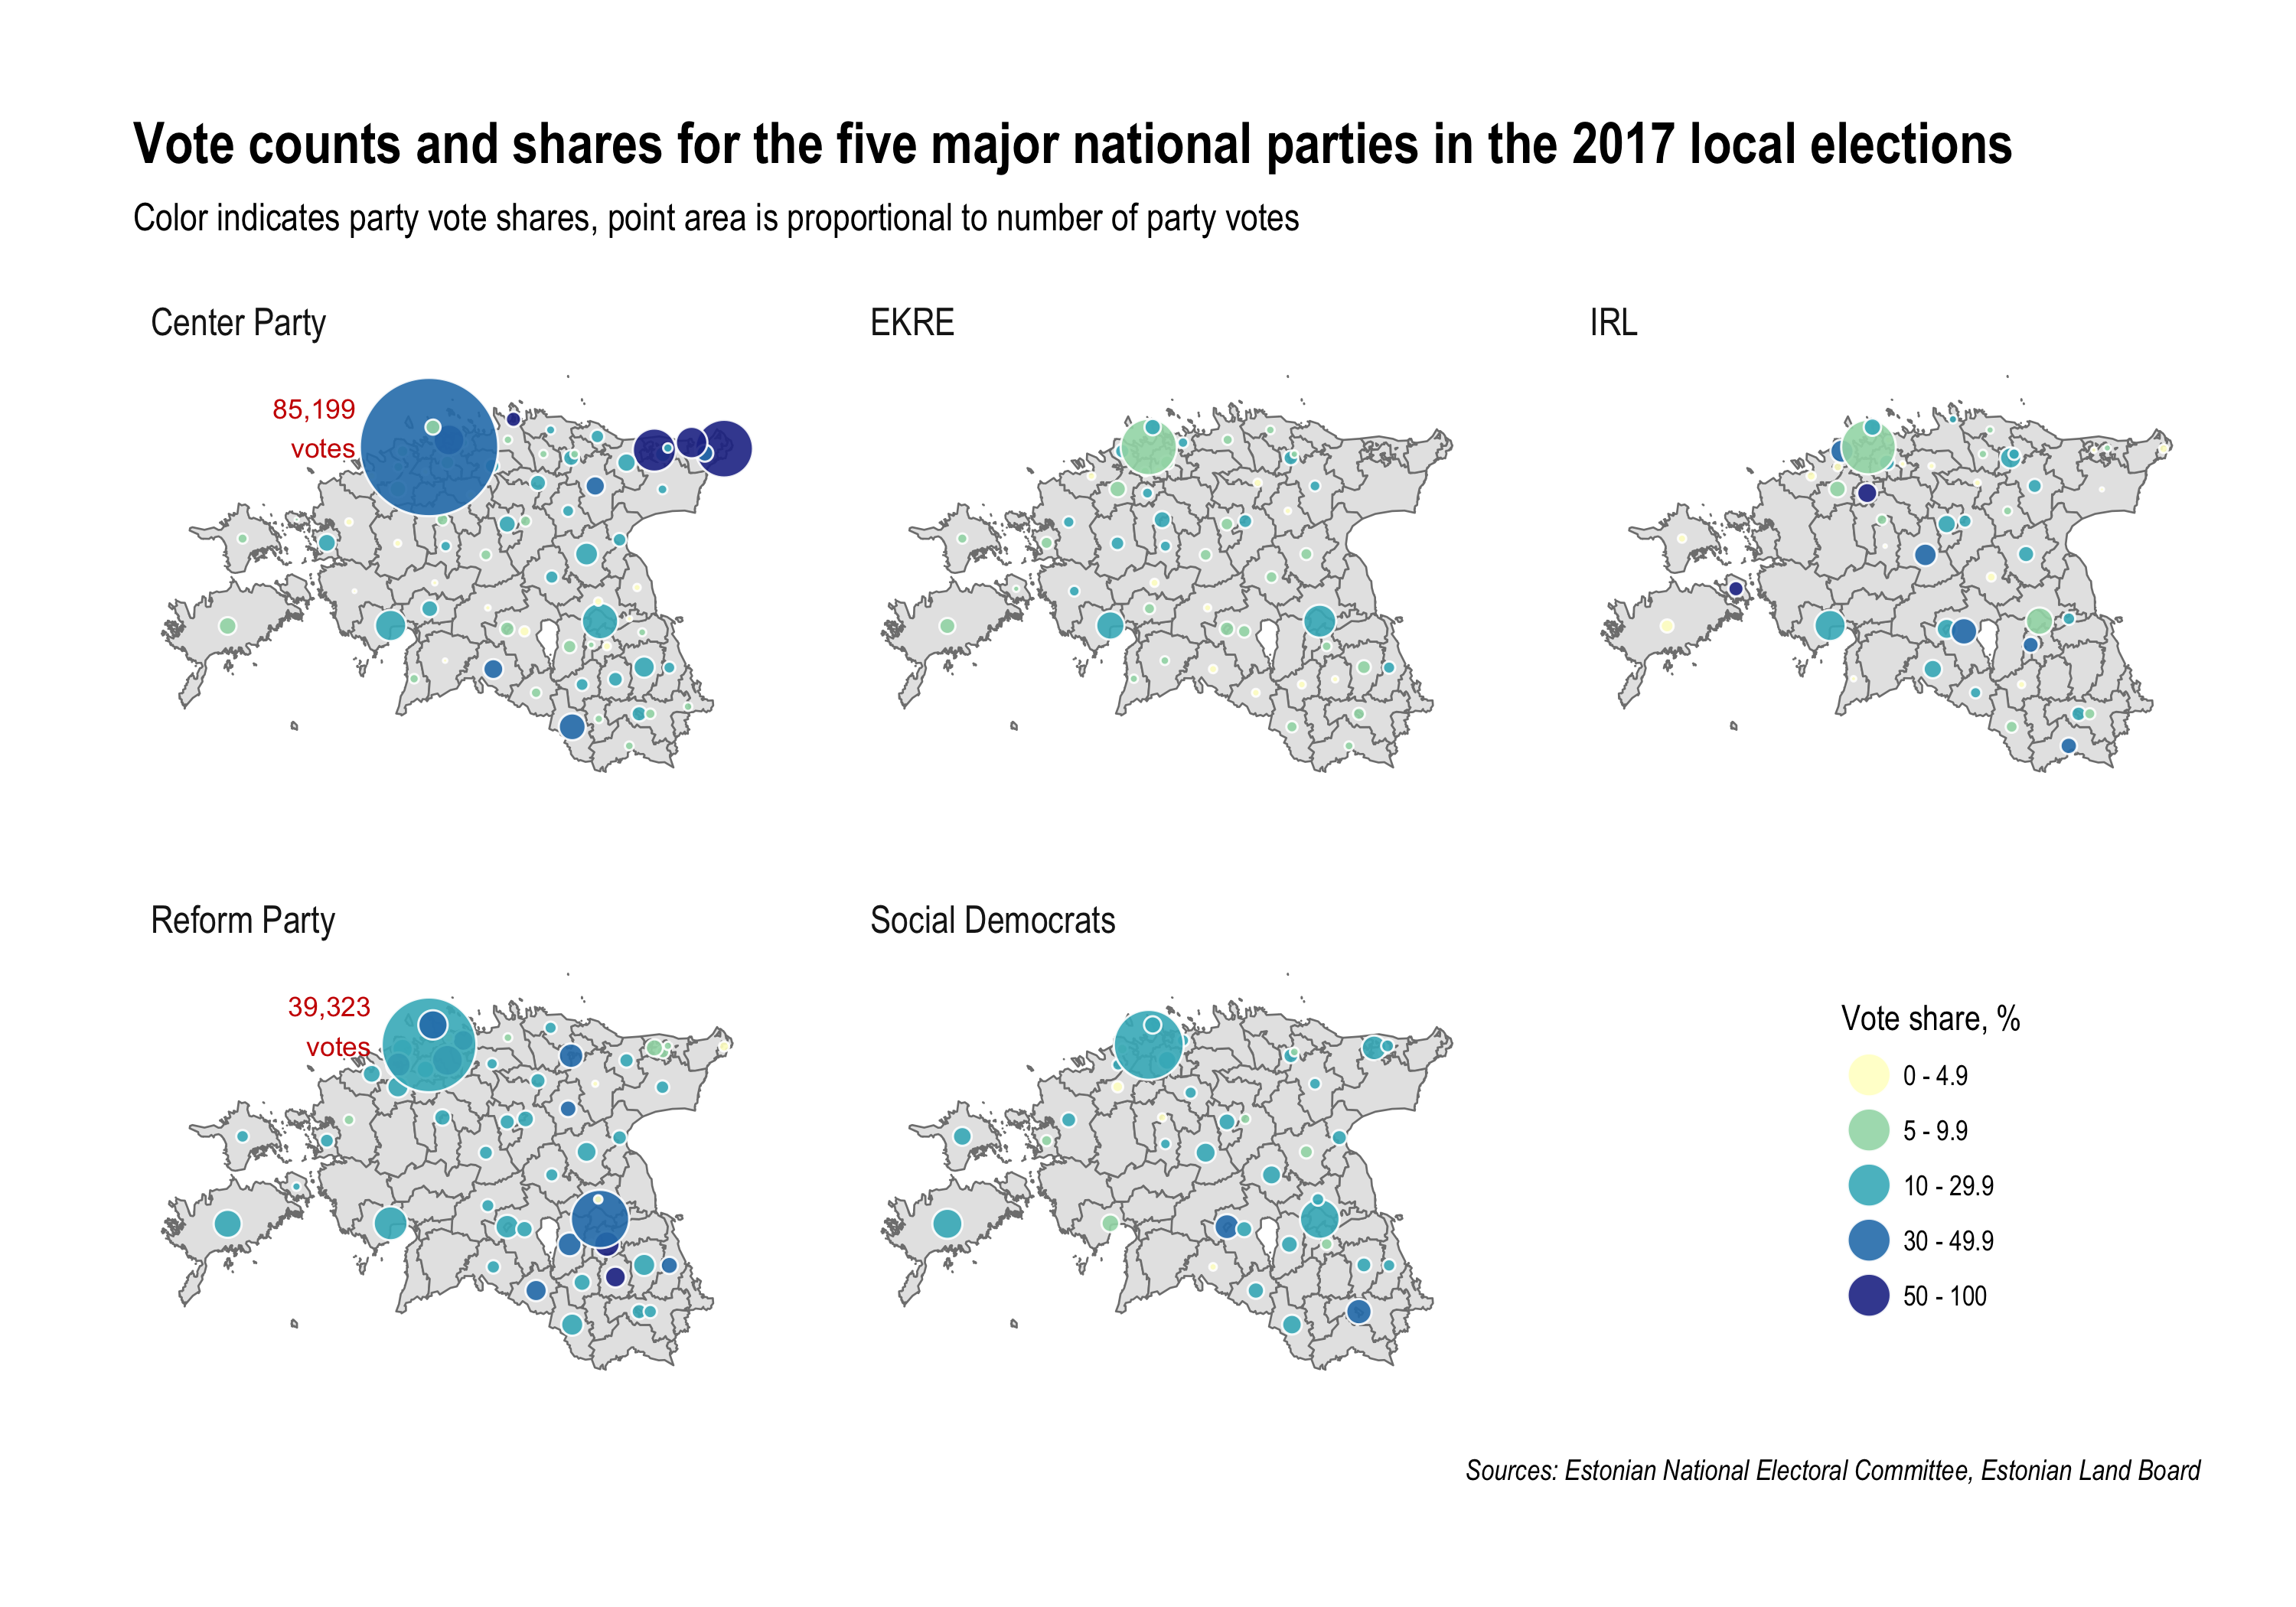 Vote counts and shares for the five major national parties in the 2017 local elections
Color indicates party vote shares, point area is proportional to number of party votes
Center Party
EKRE
IRL
85,199
votes
Reform Party
Social Democrats
39,323
votes
Vote share, %
0 - 4.9
5 - 9.9
10 - 29.9
30 - 49.9
50 - 100
Sources: Estonian National Electoral Committee, Estonian Land Board